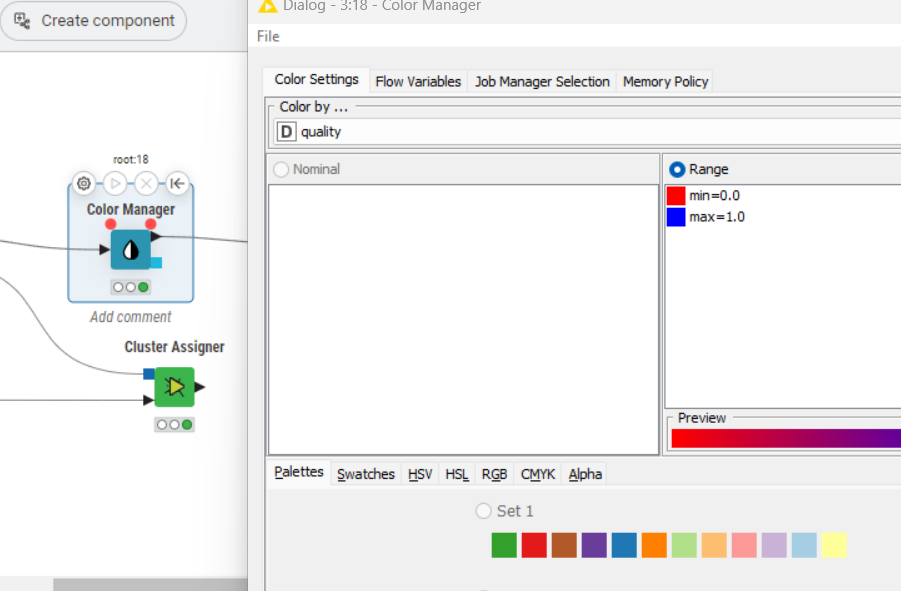 Create component
Dialog - 3:18 - Color Manager
File
Color Settings Flow Variables Job Manager Selection Memory Policy
Color by ...
D quality
Nominal
Range
min=0.0
max=1.0
root:18
Color Manager
Add comment
Cluster Assigner
Preview
Palettes Swatches HSV HSL RGB CMYK Alpha
Set 1